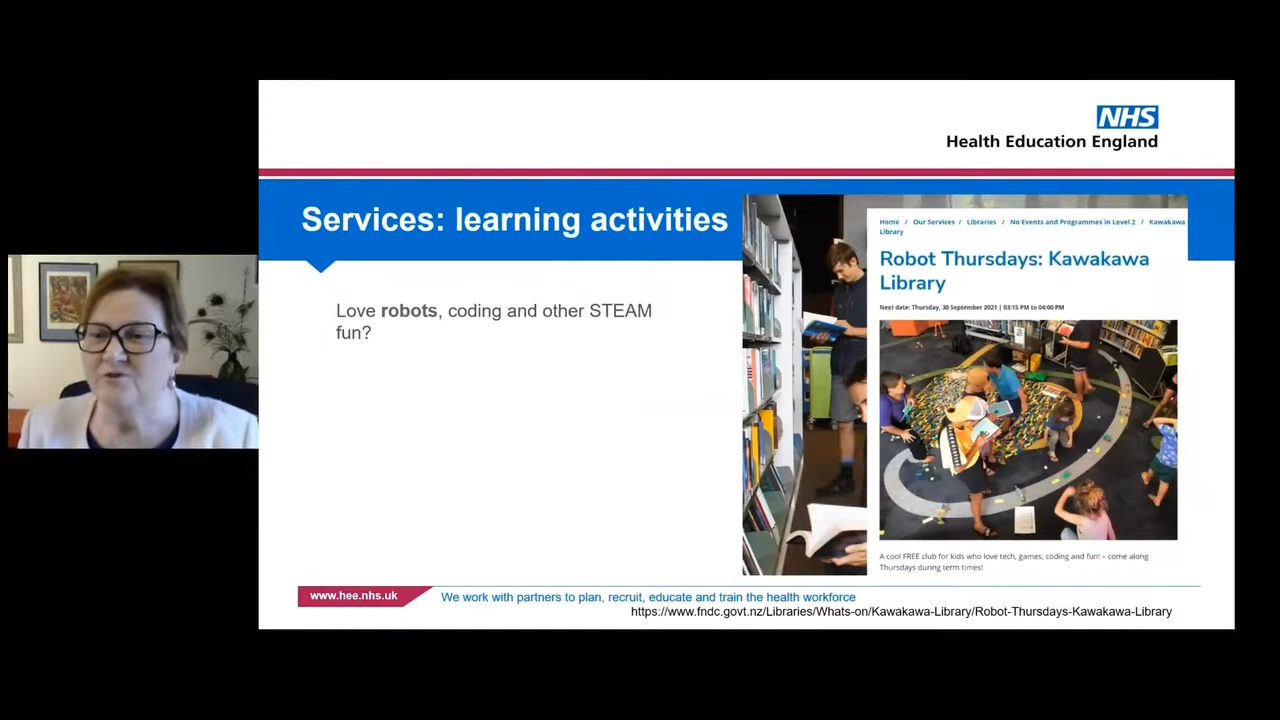 NHS
Health Education England
Services: learning activities
Love robots, coding and other STEAM
fun?
Home / Our Services / Libraries / No Events and Programmes in Level 2 / Kawakawa
Library
Robot Thursdays: Kawakawa
Library
Next date: Thursday, 30 September 2021 | 03:15 PM to 04:00 PM
A cool FREE club for kids who love tech, games, coding and fun! – come along
Thursdays during term times!
www.hee.nhs.uk
We work with partners to plan, recruit, educate and train the health workforce
https://www.fndc.govt.nz/Libraries/Whats-on/Kawakawa-Library/Robot-Thursdays-Kawakawa-Library